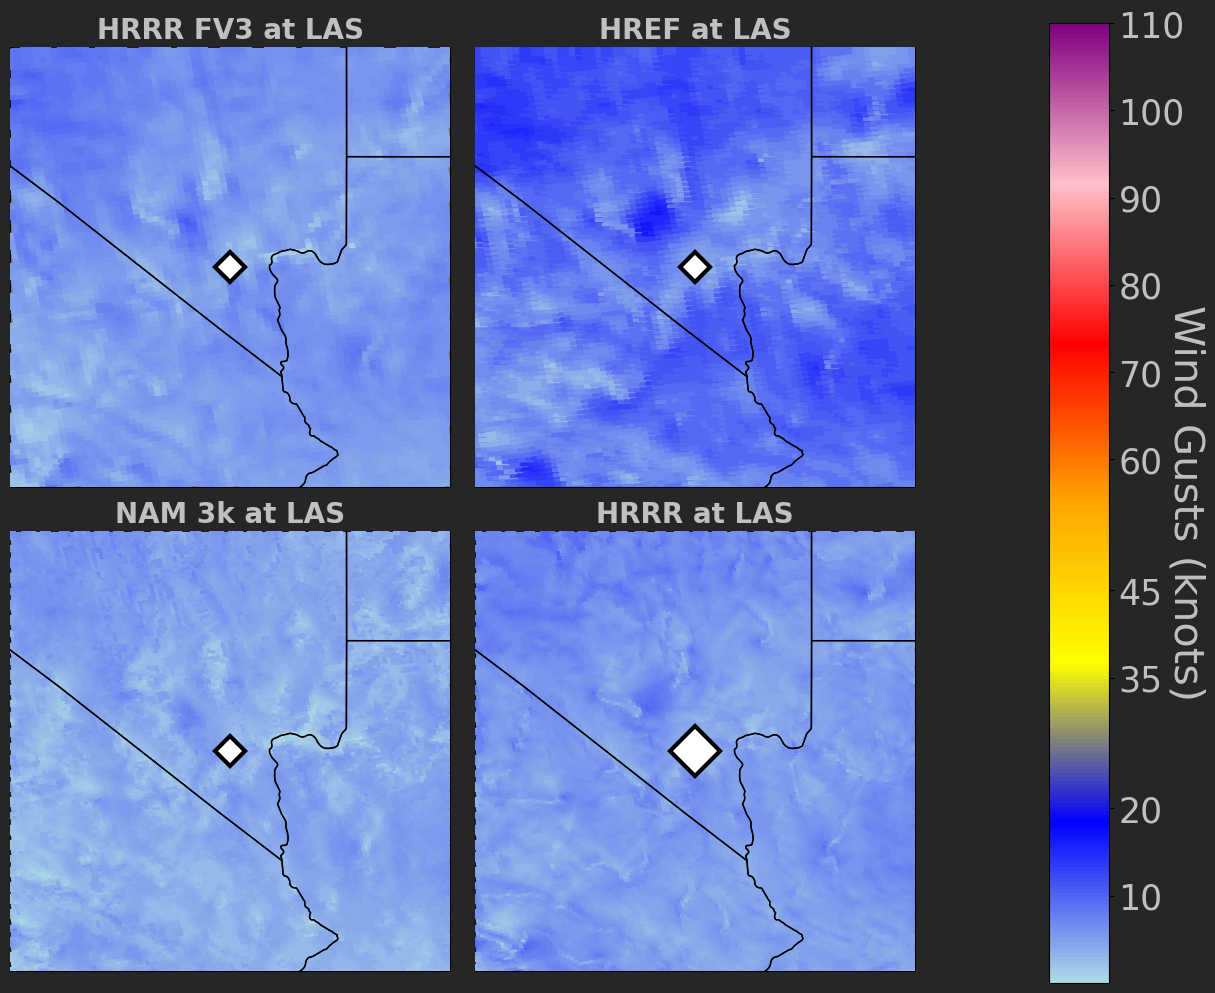 HRRR FV3 at LAS
HREF at LAS
NAM 3k at LAS
HRRR at LAS
110
100
90
80
70
60
45
35
20
10
Wind Gusts (knots)